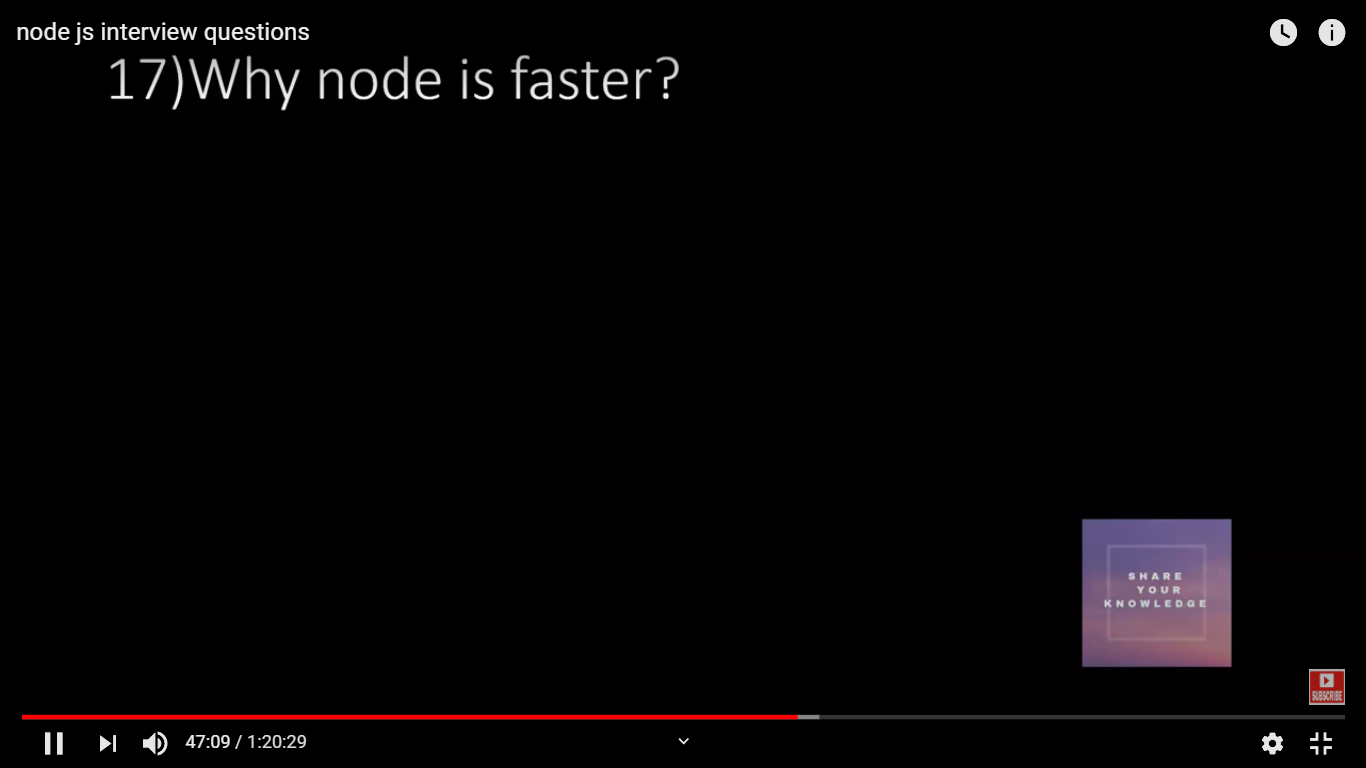 node js interview questions
17)Why node is faster?
SHARE
YOUR
KNOWLEDGE
SUBSCRIBE
47:09 / 1:20:29